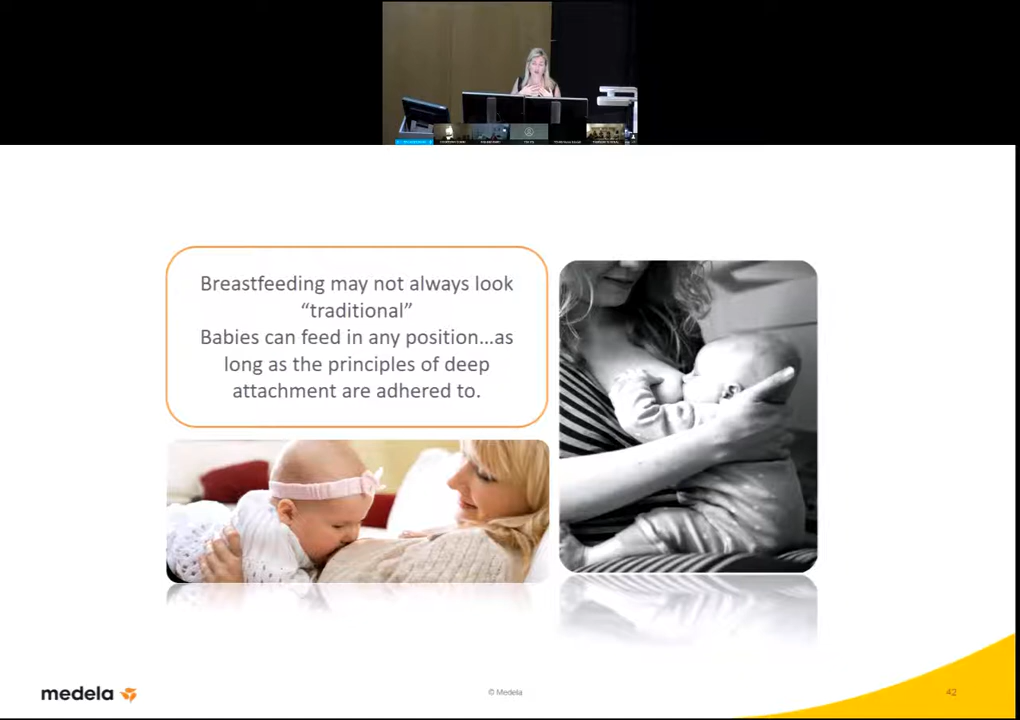 Breastfeeding may not always look
“traditional”
Babies can feed in any position...as
long as the principles of deep
attachment are adhered to.
medela
© Medela
42